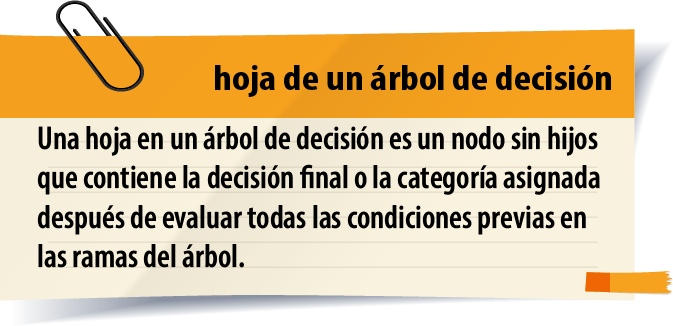 hoja de un árbol de decisión
Una hoja en un árbol de decisión es un nodo sin hijos
que contiene la decisión final o la categoría asignada
después de evaluar todas las condiciones previas en
las ramas del árbol.